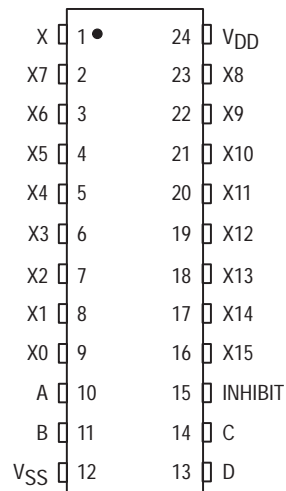 X 1 24 VDD
X7 2 23 X8
X6 3 22 X9
X5 4 21 X10
X4 5 20 X11
X3 6 19 X12
X2 7 18 X13
X1 8 17 X14
X0 9 16 X15
A 10 15 INHIBIT
B 11 14 C
VSS 12 13 D